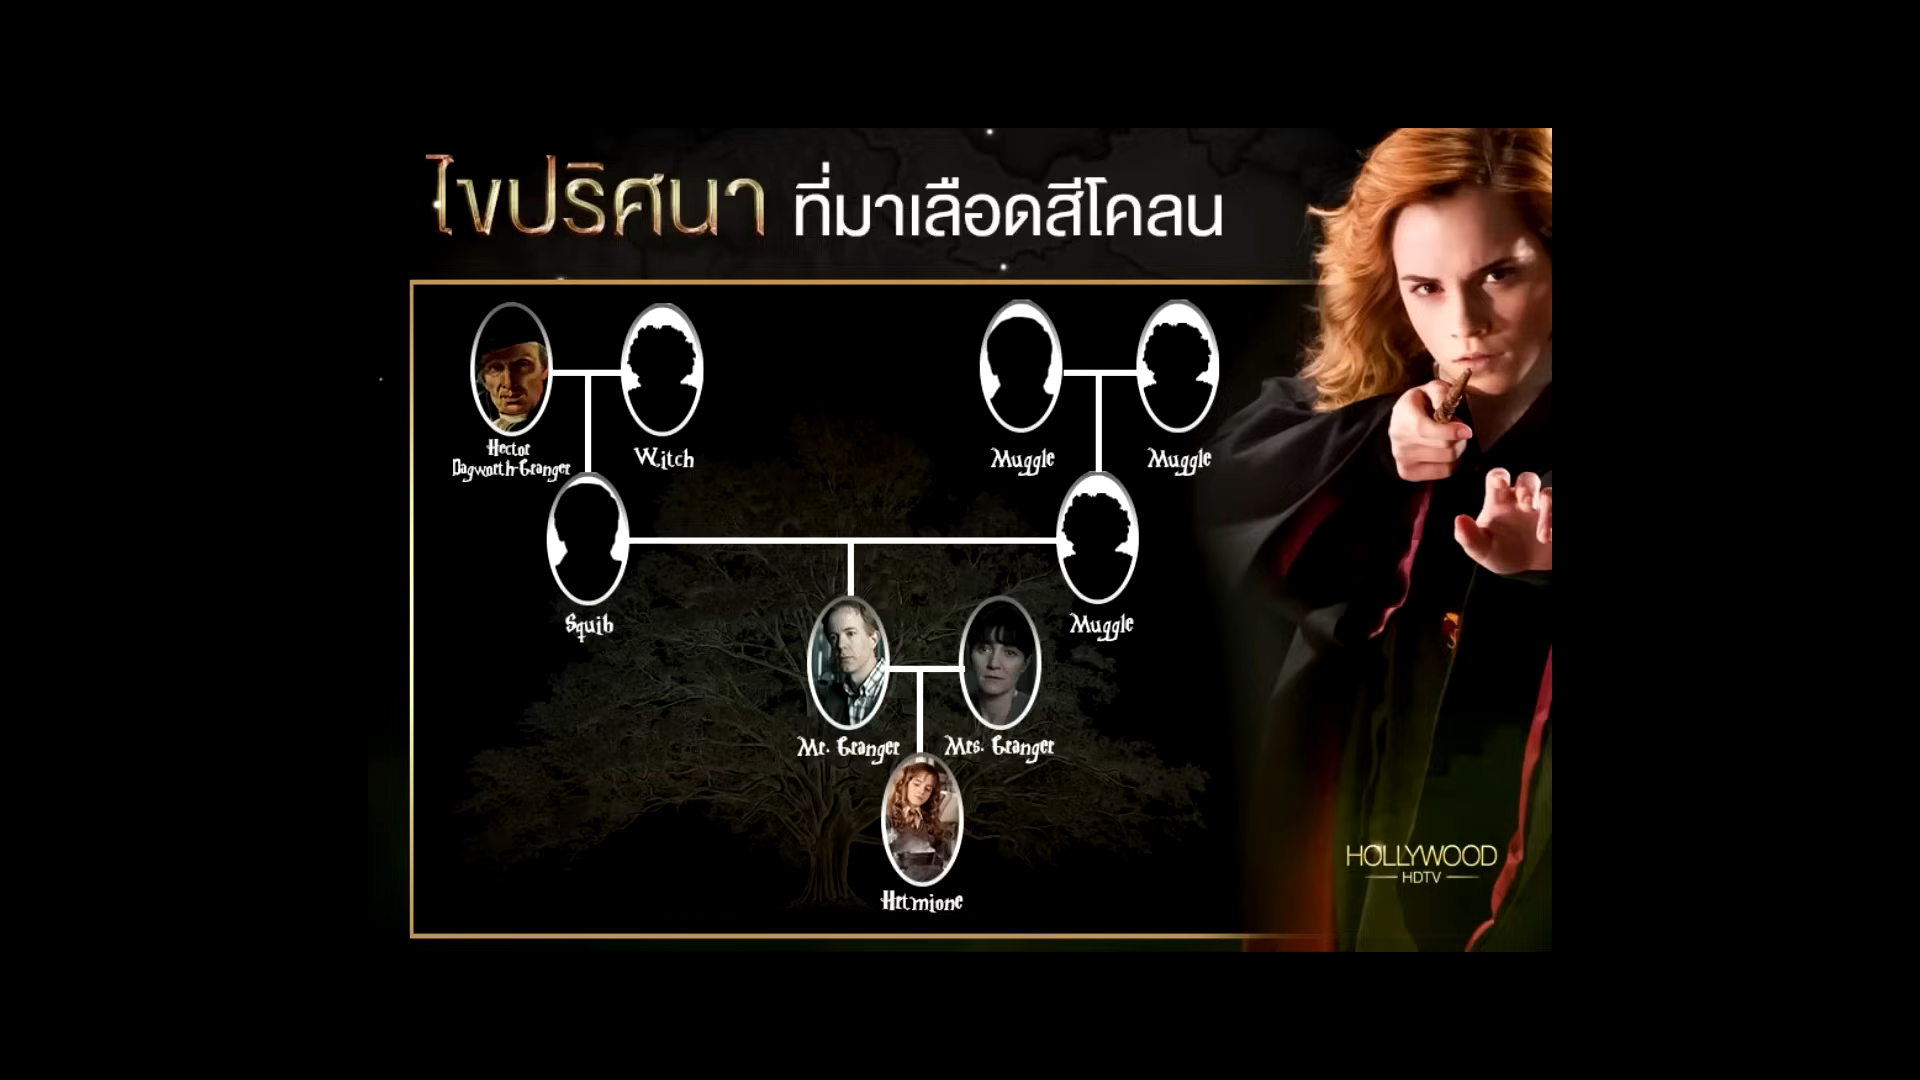 ไขปริศนา ที่มาเลือดสีโคลน
Hector
Dagworth-Granger
Witch
Muggle
Muggle
Squib
Muggle
Mr. Granger
Mrs. Granger
Hermione
HOLLYWOOD
HDTV